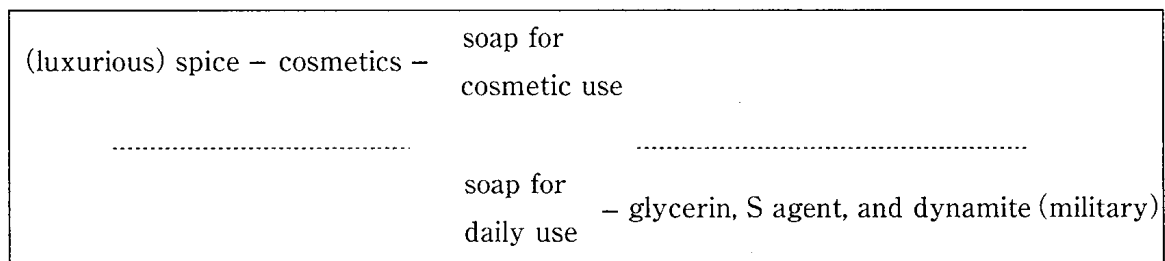 (luxurious) spice – cosmetics –
soap for
cosmetic use
soap for
daily use
– glycerin, S agent, and dynamite (military)